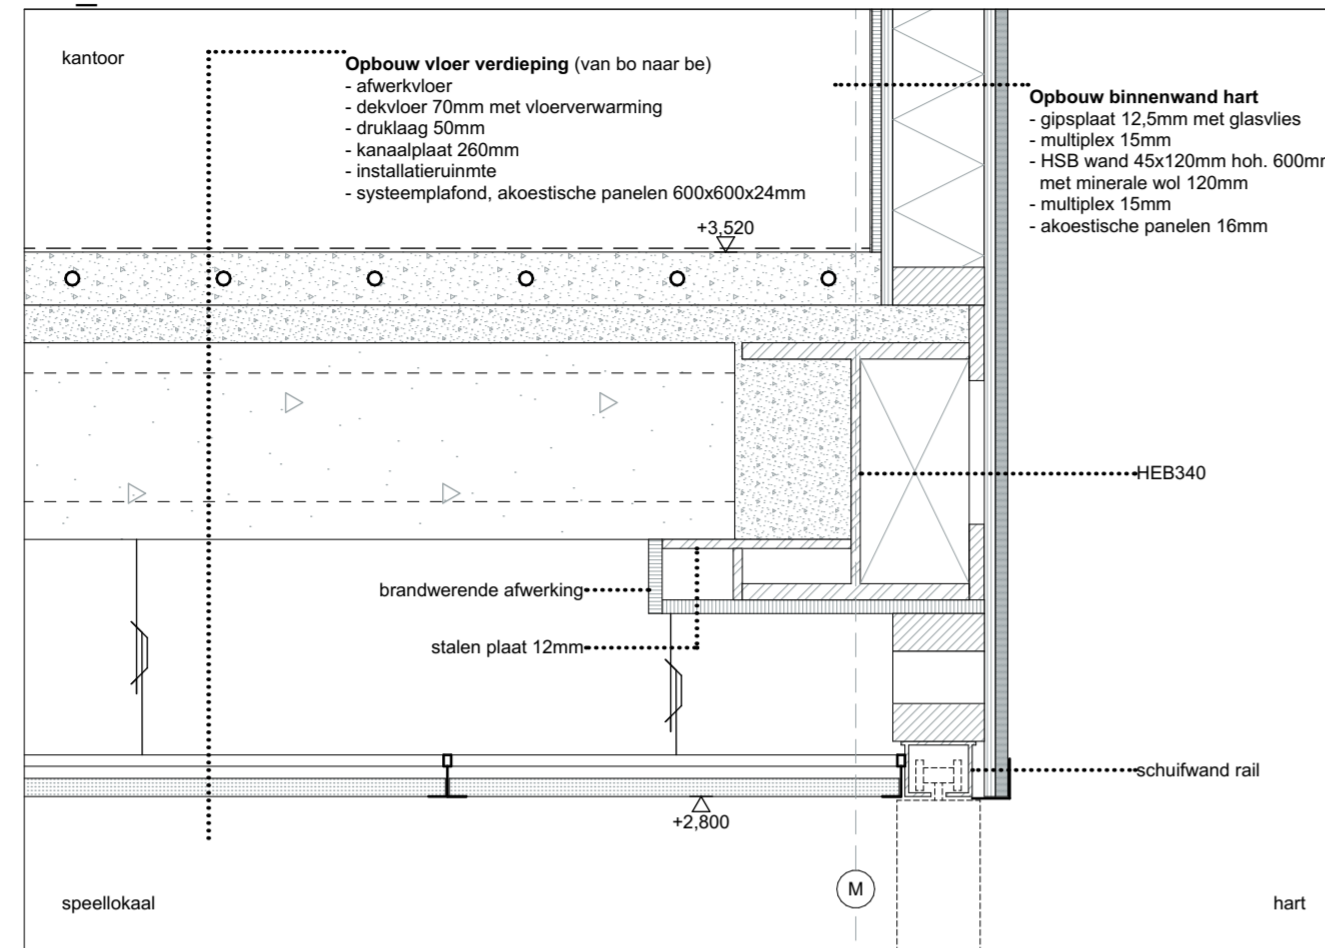 kantoor
Opbouw vloer verdieping (van bo naar be)
- afwerkvloer
- dekvloer 70mm met vloerverwarming
- druklaag 50mm
- kanaalplaat 260mm
- installatieruinmte
- systeemplafond, akoestische panelen 600x600x24mm
Opbouw binnenwand hart
- gipsplaat 12,5mm met glasvlies
- multiplex 15mm
- HSB wand 45x120mm hoh. 600mm
met minerale wol 120mm
- multiplex 15mm
- akoestische panelen 16mm
+3,520
HEB340
brandwerende afwerking
stalen plaat 12mm
schuifwand rail
+2,800
M
speellokaal
hart